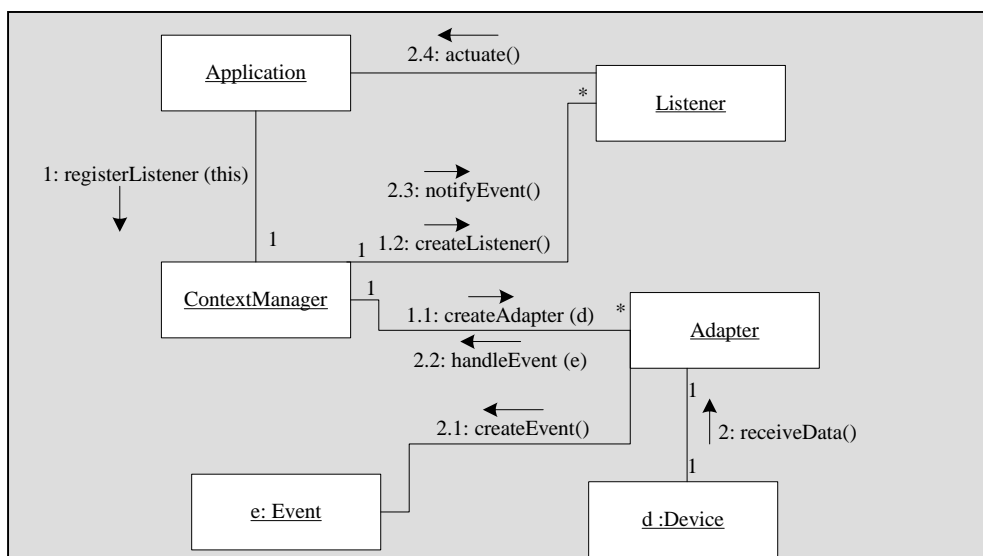 2.4: actuate()
Application
Listener
*
1: registerListener (this)
2.3: notifyEvent()
1
1
1.2: createListener()
ContextManager
1
1.1: createAdapter (d)
*
Adapter
2.2: handleEvent (e)
1
2.1: createEvent()
2: receiveData()
1
e: Event
d :Device